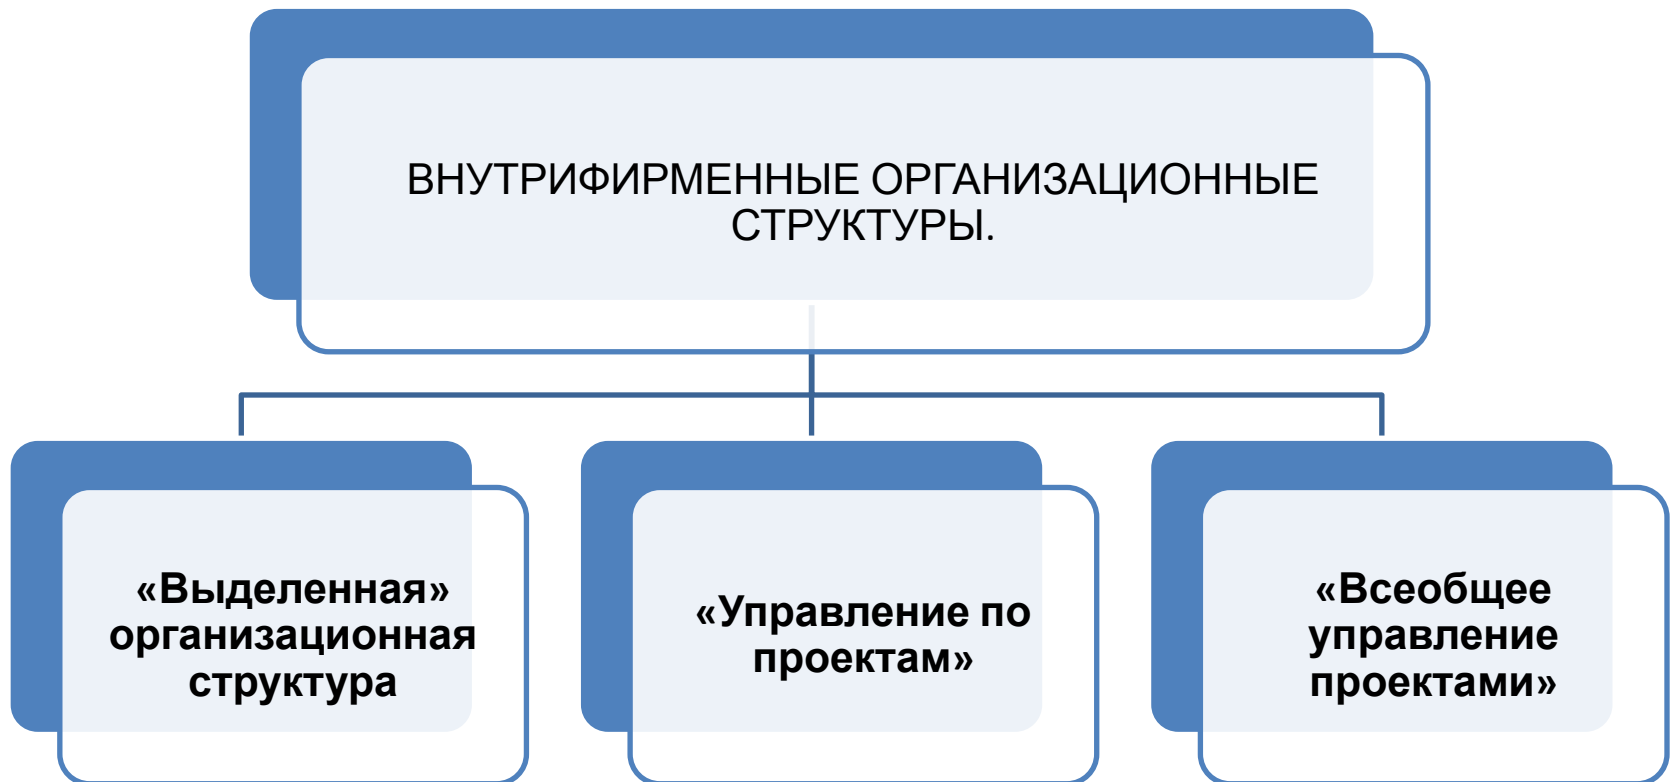 ВНУТРИФИРМЕННЫЕ ОРГАНИЗАЦИОННЫЕ
СТРУКТУРЫ.
«Выделенная»
организационная
структура
«Управление по
проектам»
«Всеобщее
управление
проектами»